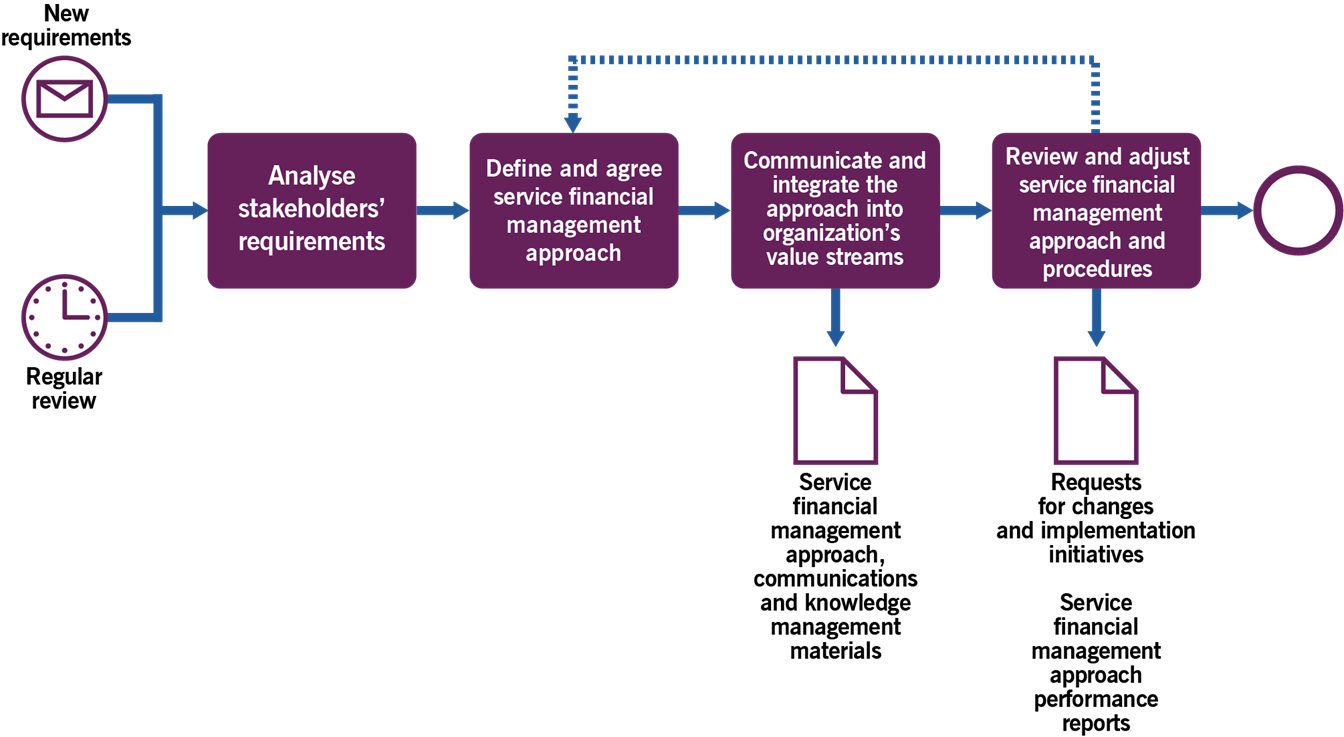 New
requirements
Regular
review
Analyse
stakeholders’
requirements
Define and agree
service financial
management
approach
Communicate and
integrate the
approach into
organization’s
value streams
Review and adjust
service financial
management
approach and
procedures
Service
financial
management
approach,
communications
and knowledge
management
materials
Requests
for changes
and implementation
initiatives
Service
financial
management
approach
performance
reports